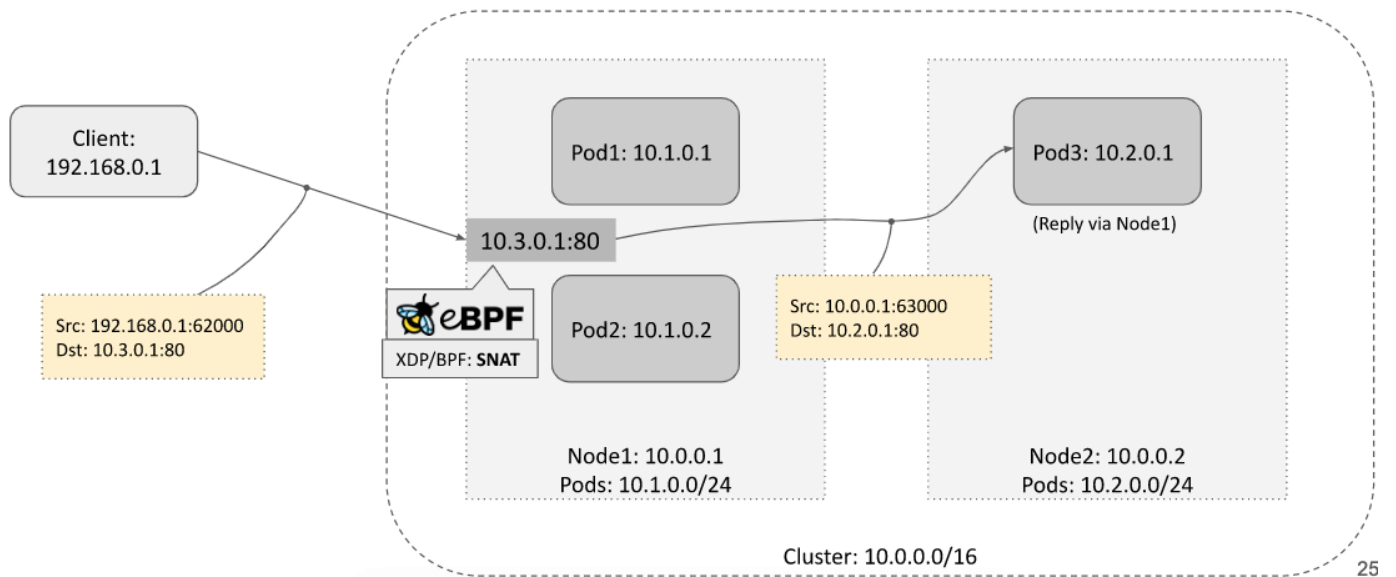 Client:
192.168.0.1
Src: 192.168.0.1:62000
Dst: 10.3.0.1:80
10.3.0.1:80
eBPF
XDP/BPF: SNAT
Pod1: 10.1.0.1
Pod2: 10.1.0.2
Node1: 10.0.0.1
Pods: 10.1.0.0/24
Src: 10.0.0.1:63000
Dst: 10.2.0.1:80
Pod3: 10.2.0.1
(Reply via Node1)
Node2: 10.0.0.2
Pods: 10.2.0.0/24
Cluster: 10.0.0.0/16
25